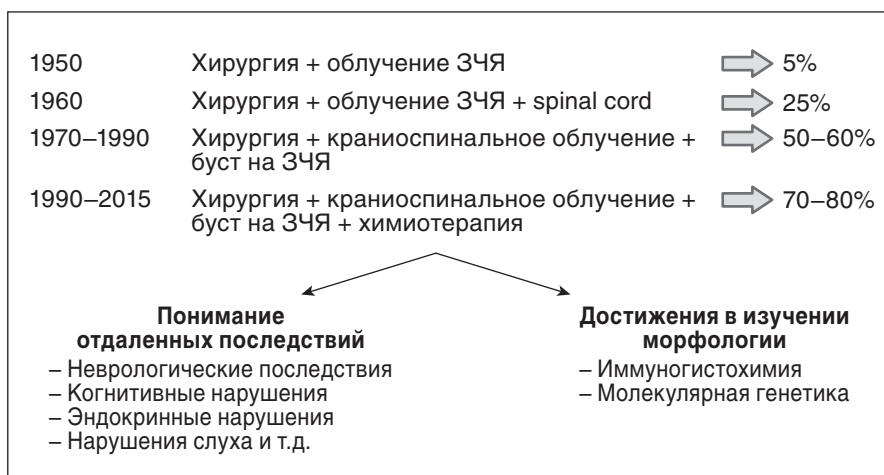 1950 Хирургия + облучение ЗЧЯ 5%
1960 Хирургия + облучение ЗЧЯ + spinal cord 25%
1970–1990 Хирургия + краниоспинальное облучение + 50–60%
буст на ЗЧЯ
1990–2015 Хирургия + краниоспинальное облучение + 70–80%
буст на ЗЧЯ + химиотерапия
Понимание
отдаленных последствий
– Неврологические последствия
– Когнитивные нарушения
– Эндокринные нарушения
– Нарушения слуха и т.д.
Достижения в изучении
морфологии
– Иммуногистохимия
– Молекулярная генетика